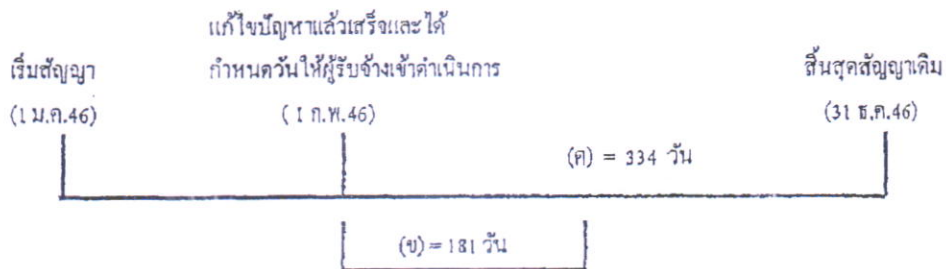 แก้ไขปัญหาแล้วเสร็จและได้
เริ่มสัญญา กำหนดวันให้ผู้รับจ้างเข้าดำเนินการ สิ้นสุดสัญญาเดิม
(1 ม.ค.46) (1 ก.พ.46) (31 ธ.ค.46)
(ค) = 334 วัน
(ข) = 181 วัน